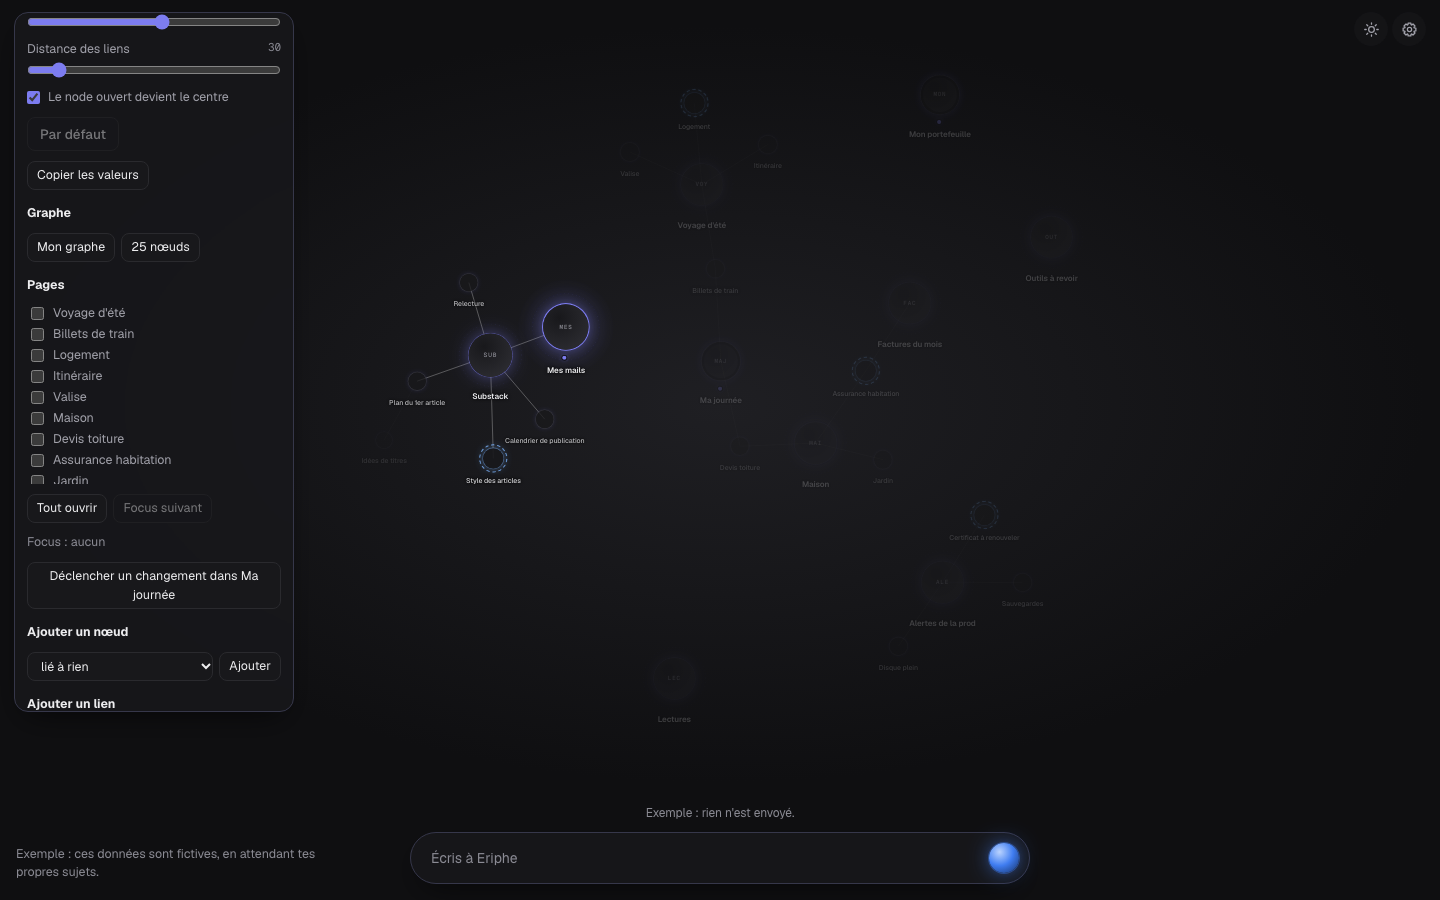 Distance des liens 30
Le node ouvert devient le centre
Par défaut
Copier les valeurs
Graphe
Mon graphe 25 nœuds
Pages
Voyage d'été
Billets de train
Logement
Itinéraire
Valise
Maison
Devis toiture
Assurance habitation
Jardin
Tout ouvrir Focus suivant
Focus : aucun
Déclencher un changement dans Ma
journée
Ajouter un nœud
lié à rien Ajouter
Ajouter un lien
Logement
Valise
Itinéraire
Voyage d'été
Billets de train
Mon portefeuille
Outils à revoir
Factures du mois
Assurance habitation
Relecture
MES
Mes mails
SUB
Substack
Plan du 1er article
Calendrier de publication
Idées de titres
Style des articles
Ma journée
Devis toiture
Maison
Jardin
Certificat à renouveler
Alertes de la prod
Sauvegardes
Disque plein
Lectures
Exemple : rien n'est envoyé.
Écris à Eriphe
Exemple : ces données sont fictives, en attendant tes
propres sujets.